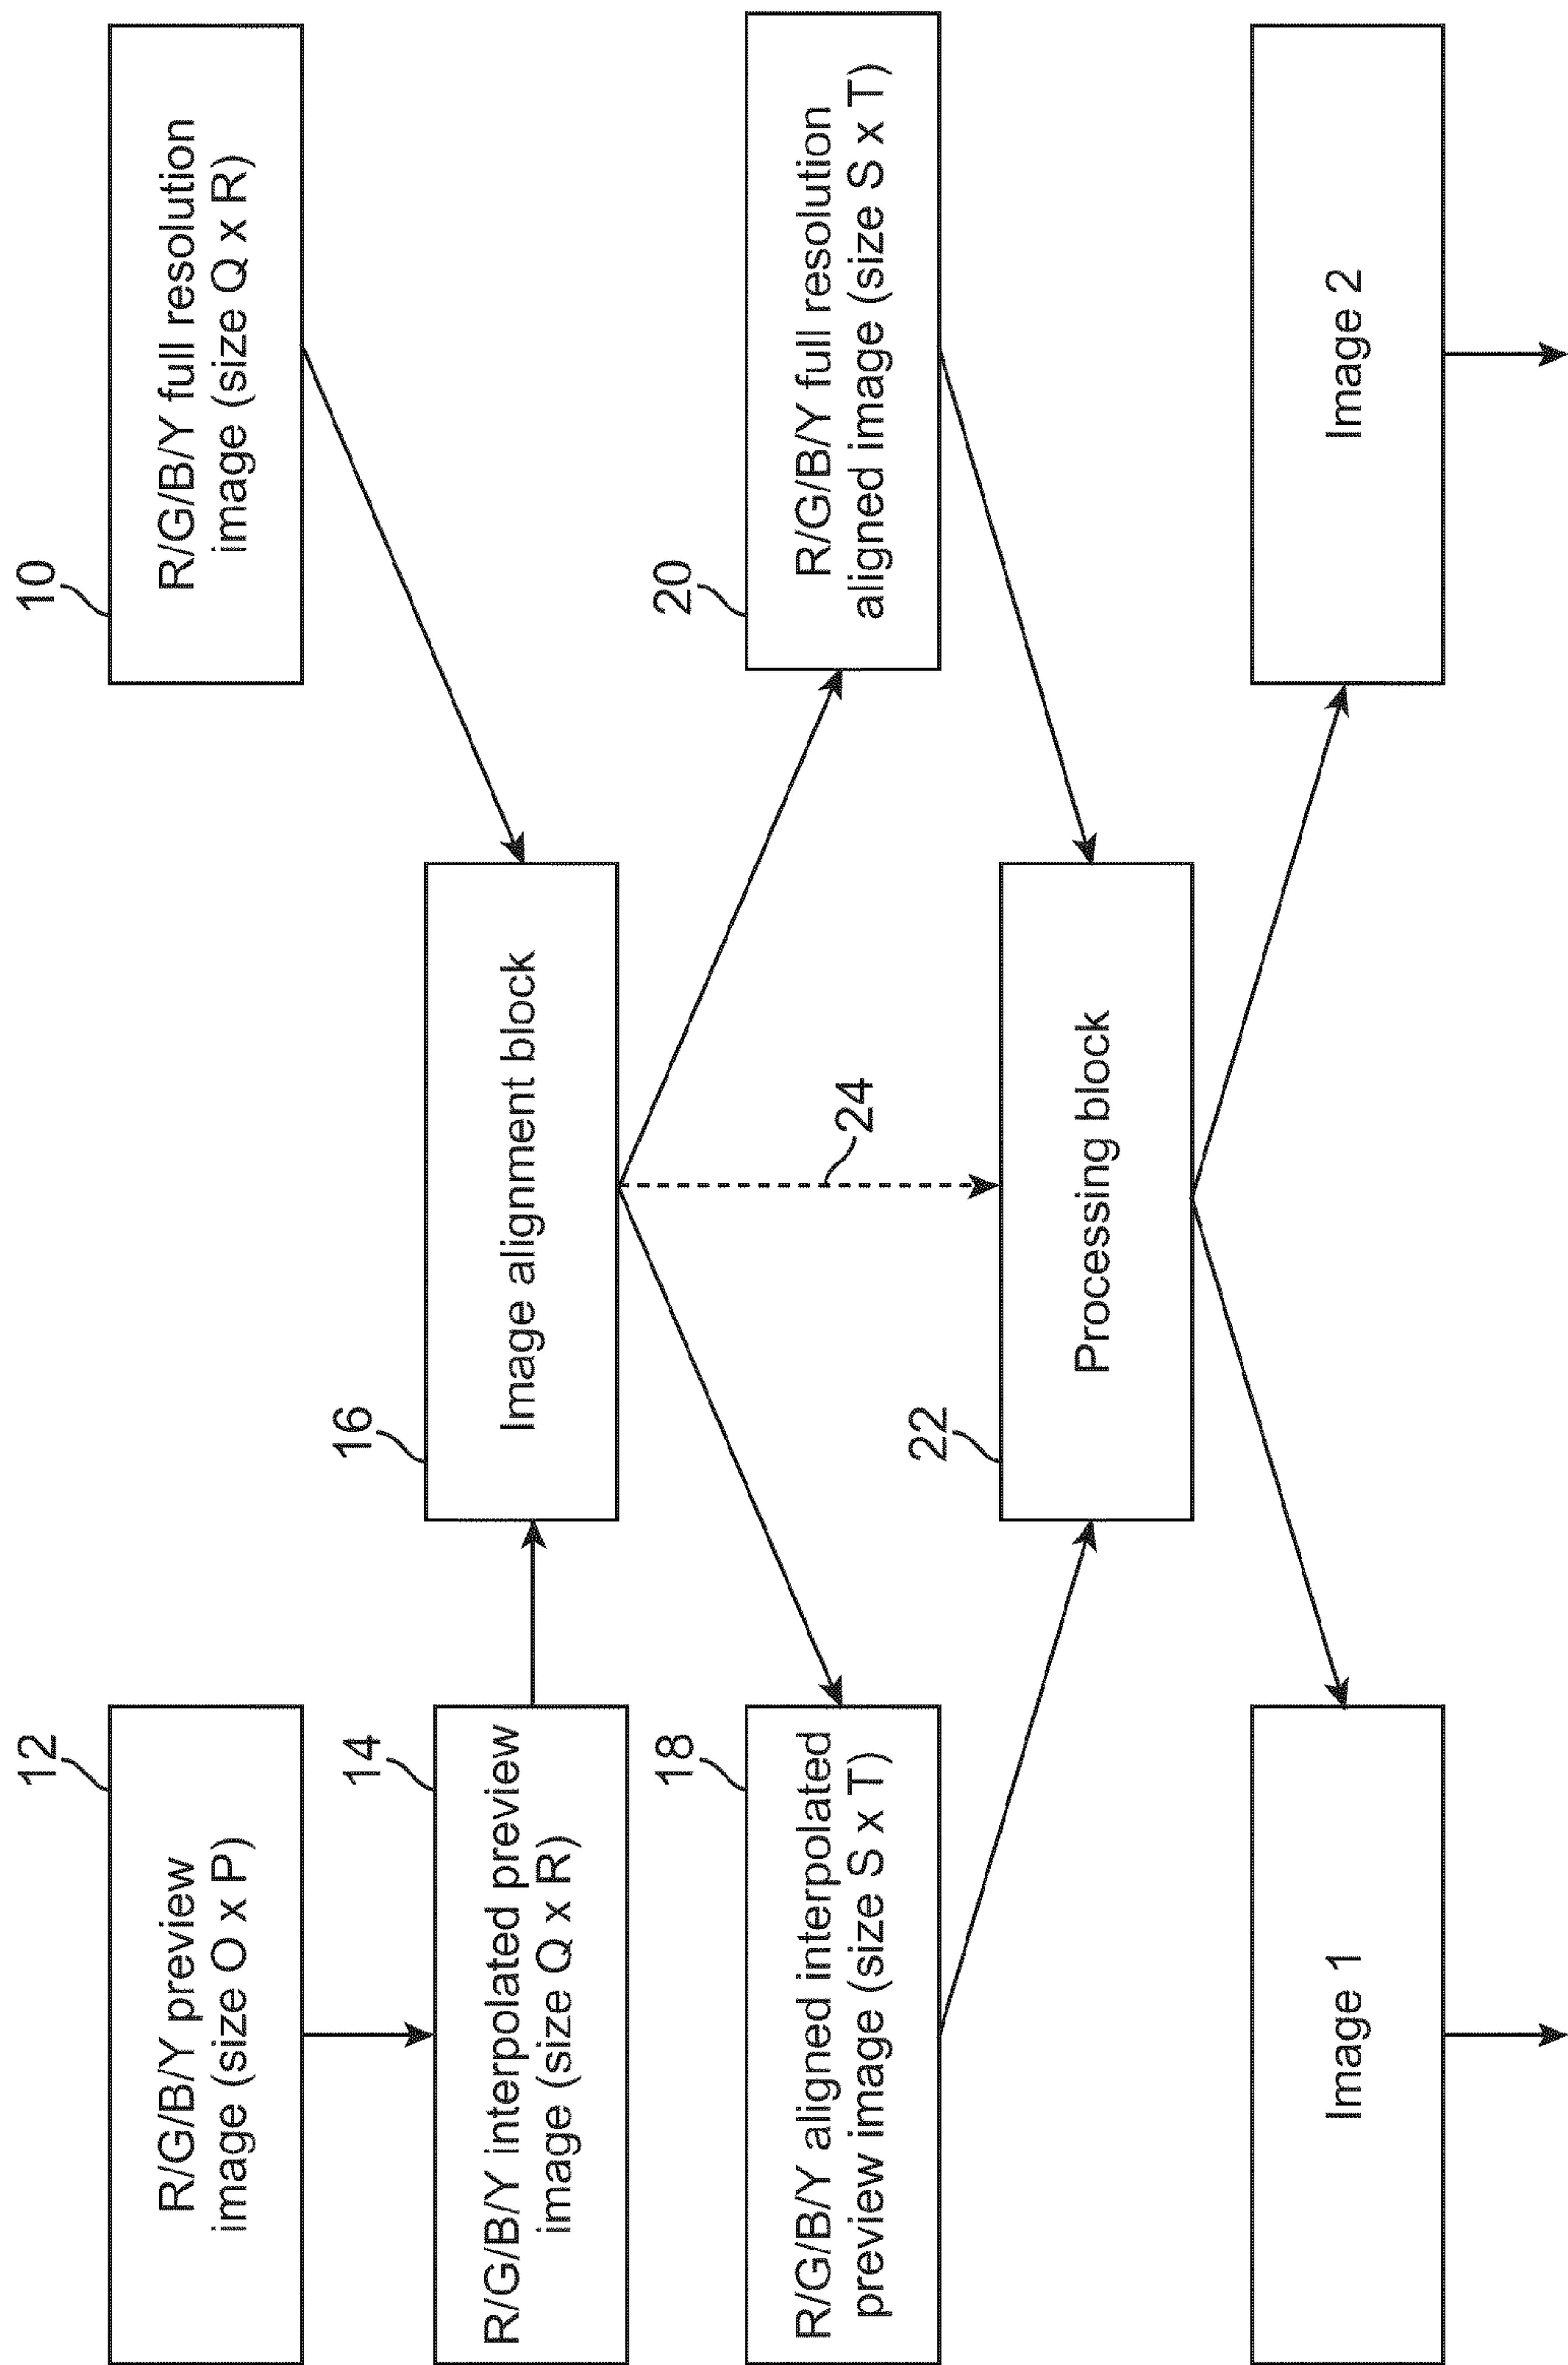 12
R/G/B/Y preview
image (size O x P)
10
R/G/B/Y full resolution
image (size Q x R)
14
R/G/B/Y interpolated preview
image (size Q x R)
16
Image alignment block
18
R/G/B/Y aligned interpolated
preview image (size S x T)
24
20
R/G/B/Y full resolution
aligned image (size S x T)
22
Processing block
Image 1
Image 2